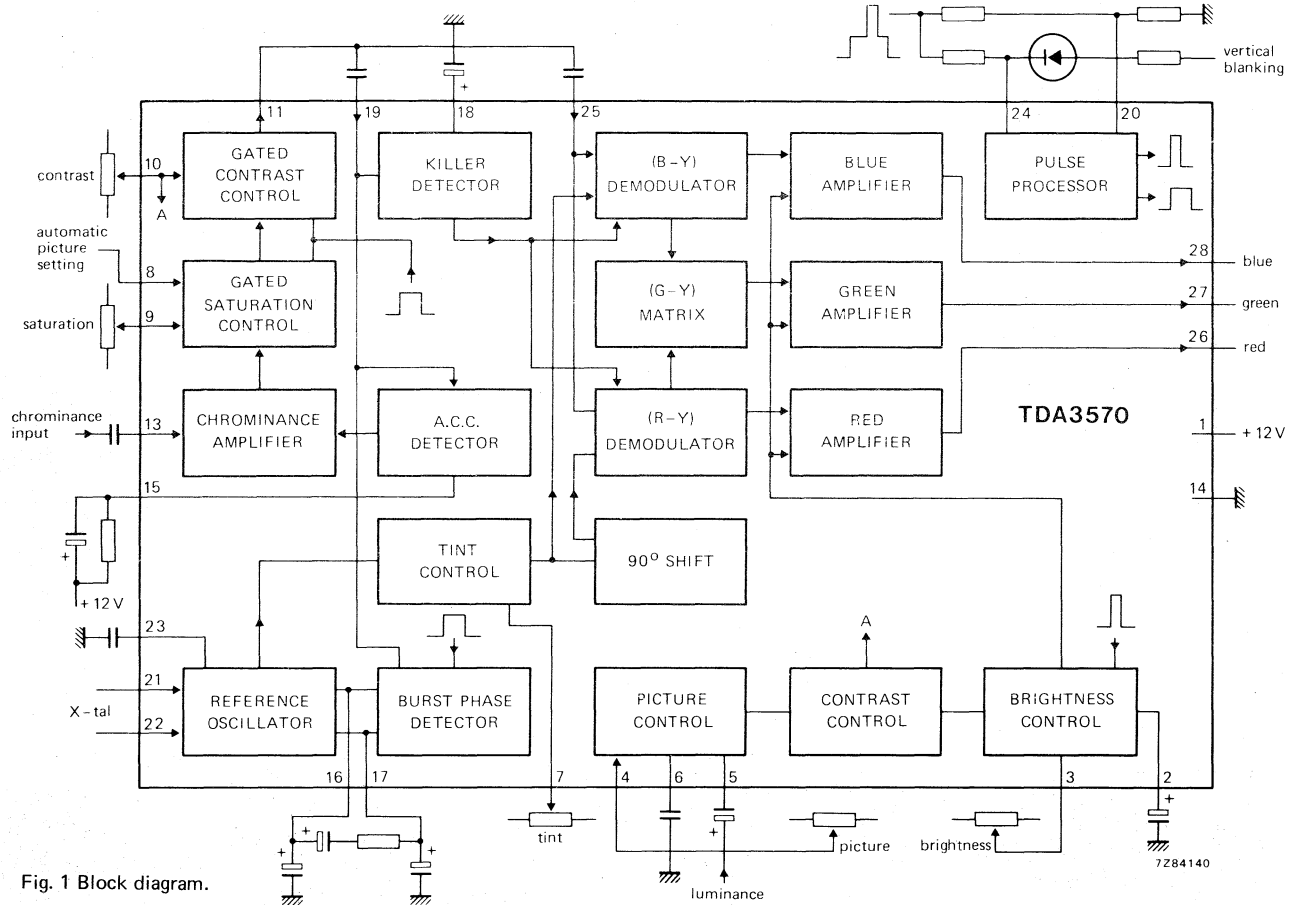 vertical
blanking
11
19
18
25
24
20
contrast
10
A
GATED
CONTRAST
CONTROL
KILLER
DETECTOR
(B–Y)
DEMODULATOR
BLUE
AMPLIFIER
PULSE
PROCESSOR
automatic
picture
setting
8
saturation
9
GATED
SATURATION
CONTROL
(G–Y)
MATRIX
GREEN
AMPLIFIER
28
blue
27
green
26
red
chrominance
input
13
CHROMINANCE
AMPLIFIER
A.C.C.
DETECTOR
(R–Y)
DEMODULATOR
RED
AMPLIFIER
TDA3570
1
+ 12 V
14
15
+
+ 12 V
TINT
CONTROL
90° SHIFT
23
21
X – tal
22
REFERENCE
OSCILLATOR
BURST PHASE
DETECTOR
PICTURE
CONTROL
A
CONTRAST
CONTROL
BRIGHTNESS
CONTROL
16
17
7
4
6
5
3
2
+
+
+
+
+
+
tint
picture
brightness
luminance
7Z84140
Fig. 1 Block diagram.